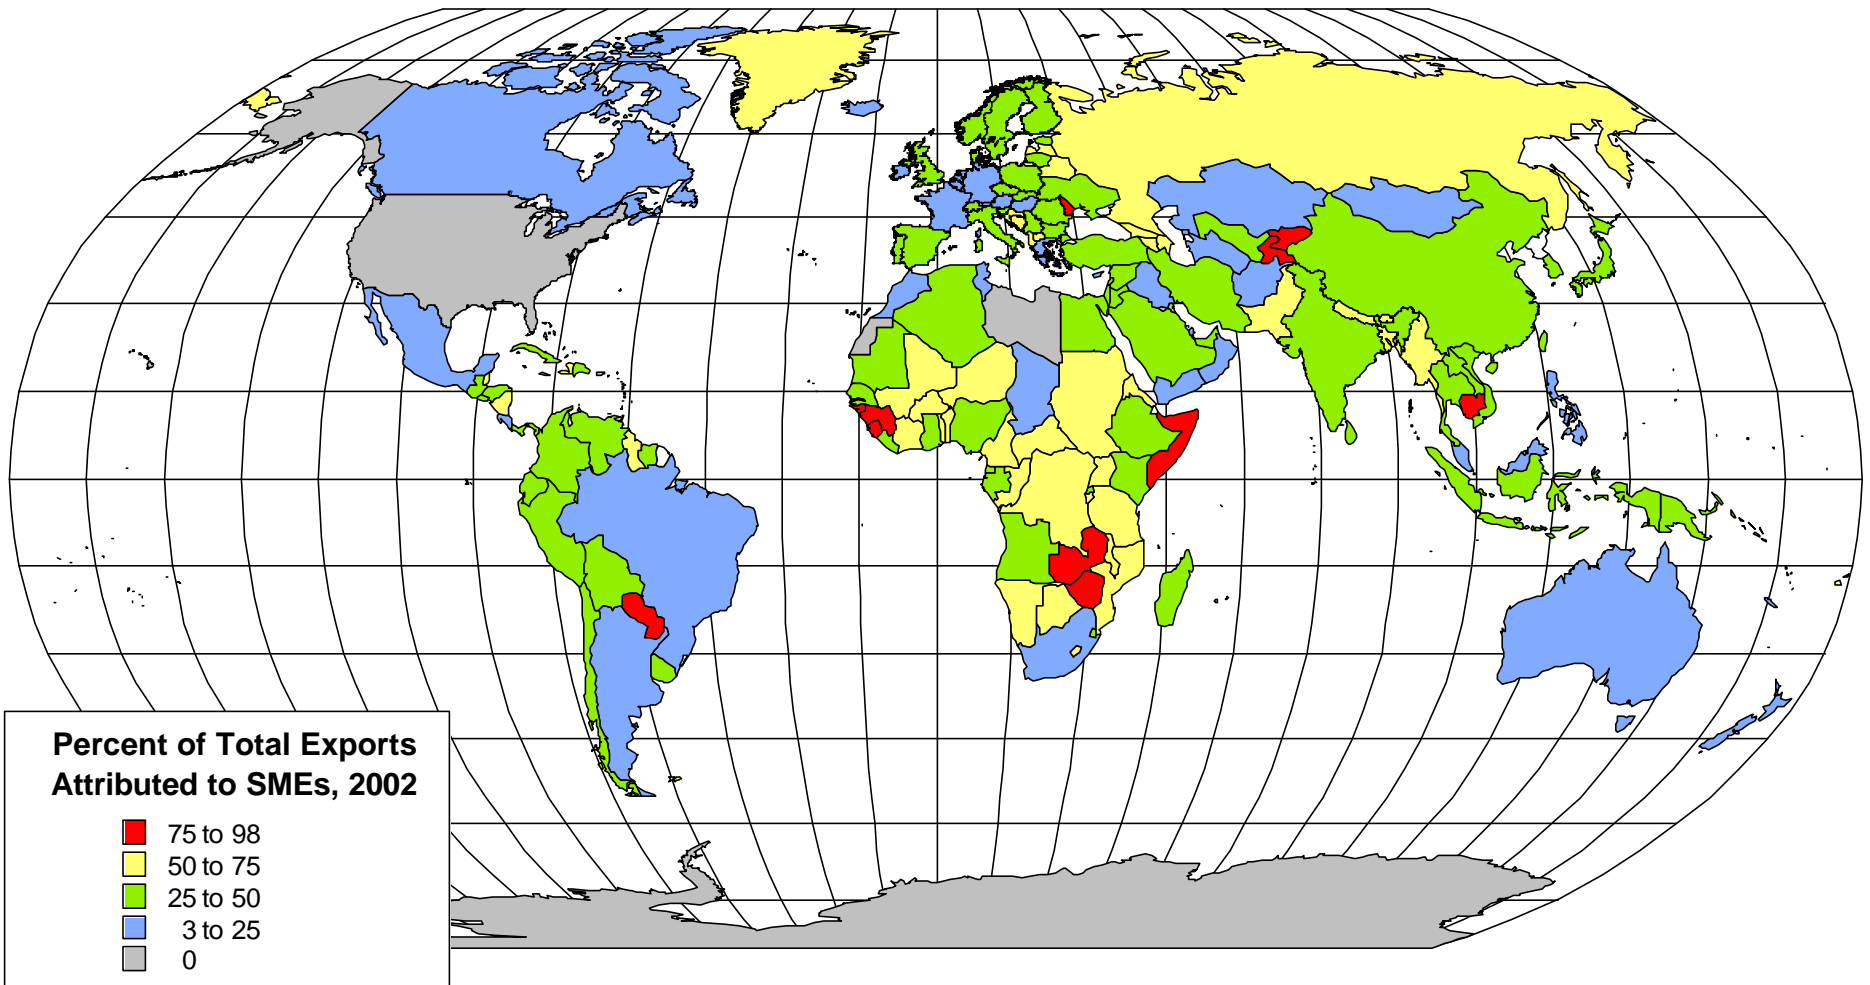 Percent of Total Exports
Attributed to SMEs, 2002
75 to 98
50 to 75
25 to 50
3 to 25
0